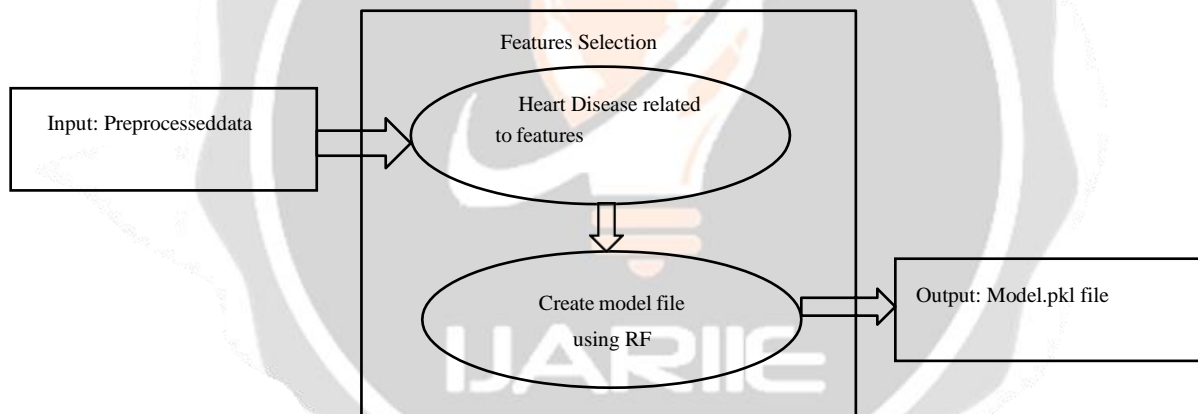 Features Selection
Heart Disease related
to features
Input: Preprocesseddata
Create model file
using RF
Output: Model.pkl file
IJARIIE